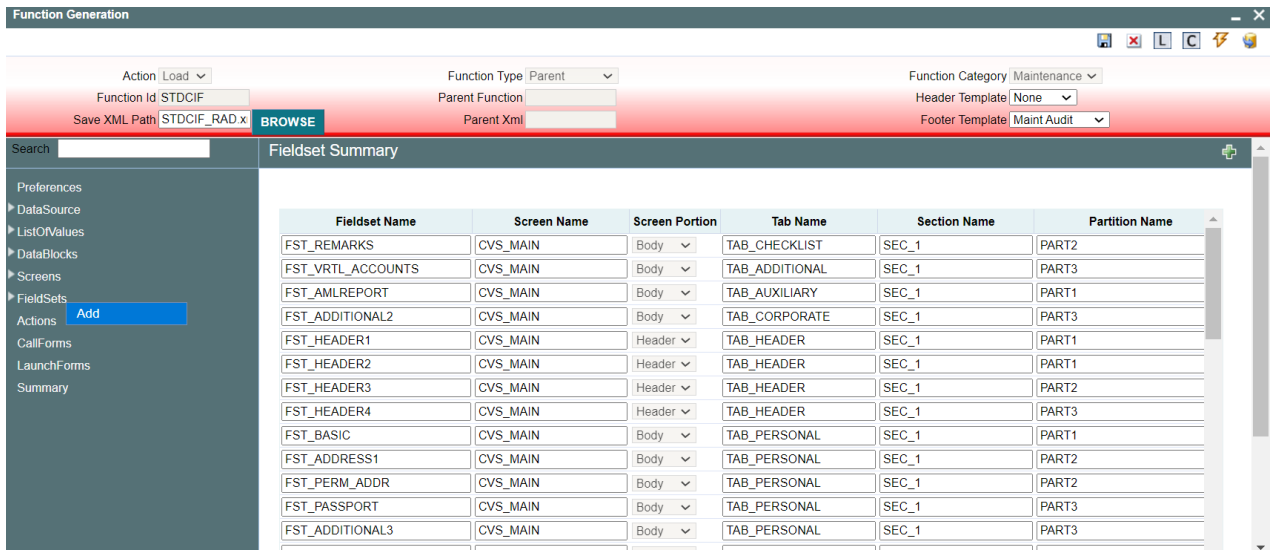 Function Generation
L C
Action Load Function Type Parent Function Category Maintenance
Function Id STDCIF Parent Function Header Template None
Save XML Path STDCIF_RAD.x BROWSE Parent Xml Footer Template Maint Audit
Search Fieldset Summary
Preferences
DataSource
ListOfValues
DataBlocks
Screens
FieldSets
Add
Actions
CallForms
LaunchForms
Summary
Fieldset Name Screen Name Screen Portion Tab Name Section Name Partition Name
FST_REMARKS CVS_MAIN Body TAB_CHECKLIST SEC_1 PART2
FST_VRTL_ACCOUNTS CVS_MAIN Body TAB_ADDITIONAL SEC_1 PART3
FST_AMLREPORT CVS_MAIN Body TAB_AUXILIARY SEC_1 PART1
FST_ADDITIONAL2 CVS_MAIN Body TAB_CORPORATE SEC_1 PART3
FST_HEADER1 CVS_MAIN Header TAB_HEADER SEC_1 PART1
FST_HEADER2 CVS_MAIN Header TAB_HEADER SEC_1 PART1
FST_HEADER3 CVS_MAIN Header TAB_HEADER SEC_1 PART2
FST_HEADER4 CVS_MAIN Header TAB_HEADER SEC_1 PART3
FST_BASIC CVS_MAIN Body TAB_PERSONAL SEC_1 PART1
FST_ADDRESS1 CVS_MAIN Body TAB_PERSONAL SEC_1 PART2
FST_PERM_ADDR CVS_MAIN Body TAB_PERSONAL SEC_1 PART2
FST_PASSPORT CVS_MAIN Body TAB_PERSONAL SEC_1 PART3
FST_ADDITIONAL3 CVS_MAIN Body TAB_PERSONAL SEC_1 PART3